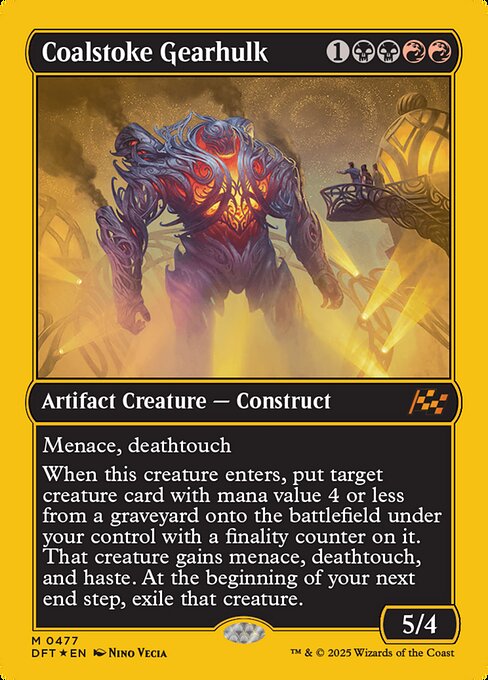 Coalstoke Gearhulk 1
Artifact Creature — Construct
Menace, deathtouch
When this creature enters, put target
creature card with mana value 4 or less
from a graveyard onto the battlefield under
your control with a finality counter on it.
That creature gains menace, deathtouch,
and haste. At the beginning of your next
end step, exile that creature.
5/4
M 0477
DFT★EN Nino Vecia
™ & © 2025 Wizards of the Coast